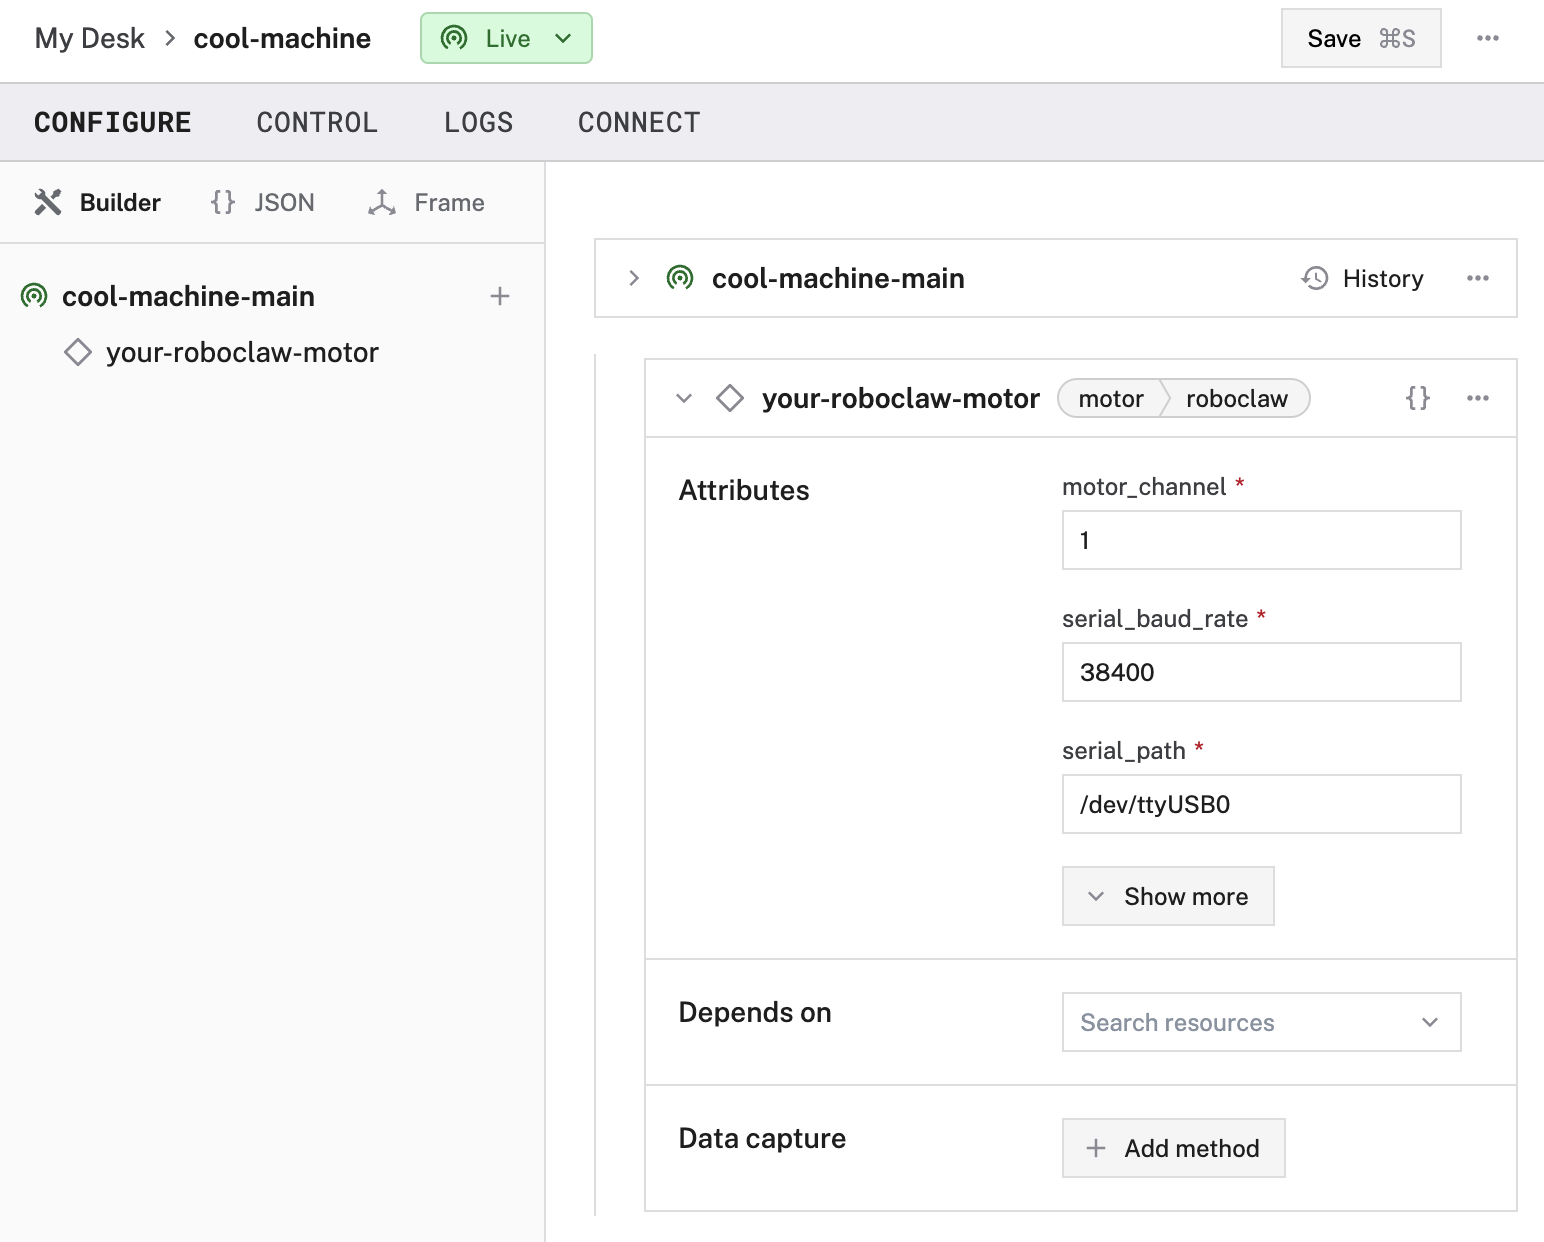 My Desk > cool-machine Live Save ⌘S
CONFIGURE CONTROL LOGS CONNECT
Builder {} JSON Frame
cool-machine-main
your-roboclaw-motor
cool-machine-main History
your-roboclaw-motor motor roboclaw {}
Attributes
motor_channel *
1
serial_baud_rate *
38400
serial_path *
/dev/ttyUSB0
Show more
Depends on
Search resources
Data capture
+ Add method